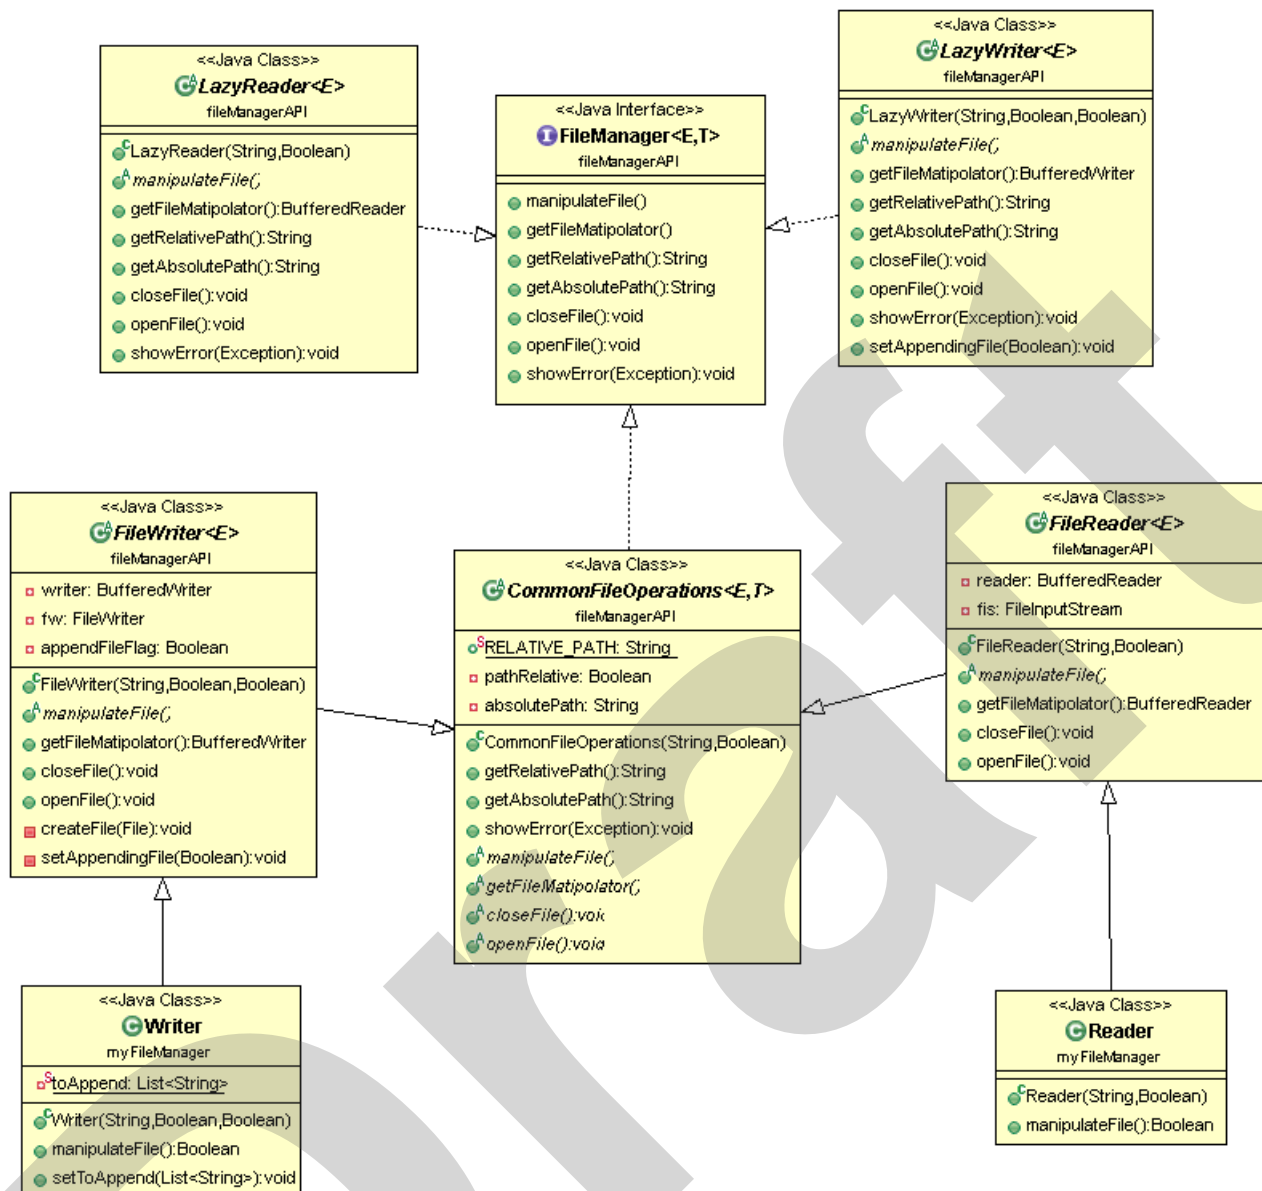 <<Java Class>>
LazyReader<E>
fileManagerAPI
LazyReader(String,Boolean)
manipulateFile(;
getFileMatipolator():BufferedReader
getRelativePath():String
getAbsolutePath():String
closeFile():void
openFile():void
showError(Exception):void
<<Java Interface>>
FileManager<E,T>
fileManagerAPI
manipulateFile()
getFileMatipolator()
getRelativePath():String
getAbsolutePath():String
closeFile():void
openFile():void
showError(Exception):void
<<Java Class>>
LazyWriter<E>
fileManagerAPI
LazyWriter(String,Boolean,Boolean)
manipulateFile(;
getFileMatipolator():BufferedWriter
getRelativePath():String
getAbsolutePath():String
closeFile():void
openFile():void
showError(Exception):void
setAppendingFile(Boolean):void
<<Java Class>>
FileWriter<E>
fileManagerAPI
writer: BufferedWriter
fw: FileWriter
appendFileFlag: Boolean
FileWriter(String,Boolean,Boolean)
manipulateFile(;
getFileMatipolator():BufferedWriter
closeFile():void
openFile():void
createFile(File):void
setAppendingFile(Boolean):void
<<Java Class>>
CommonFileOperations<E,T>
fileManagerAPI
RELATIVE_PATH: String
pathRelative: Boolean
absolutePath: String
CommonFileOperations(String,Boolean)
getRelativePath():String
getAbsolutePath():String
showError(Exception):void
manipulateFile(;
getFileMatipolator(;
closeFile():voic
openFile():void
<<Java Class>>
FileReader<E>
fileManagerAPI
reader: BufferedReader
fis: FileInputStream
FileReader(String,Boolean)
manipulateFile(;
getFileMatipolator():BufferedReader
closeFile():void
openFile():void
<<Java Class>>
Writer
myFileManager
toAppend: List<String>
Writer(String,Boolean,Boolean)
manipulateFile():Boolean
setToAppend(List<String>):void
<<Java Class>>
Reader
myFileManager
Reader(String,Boolean)
manipulateFile():Boolean
raft